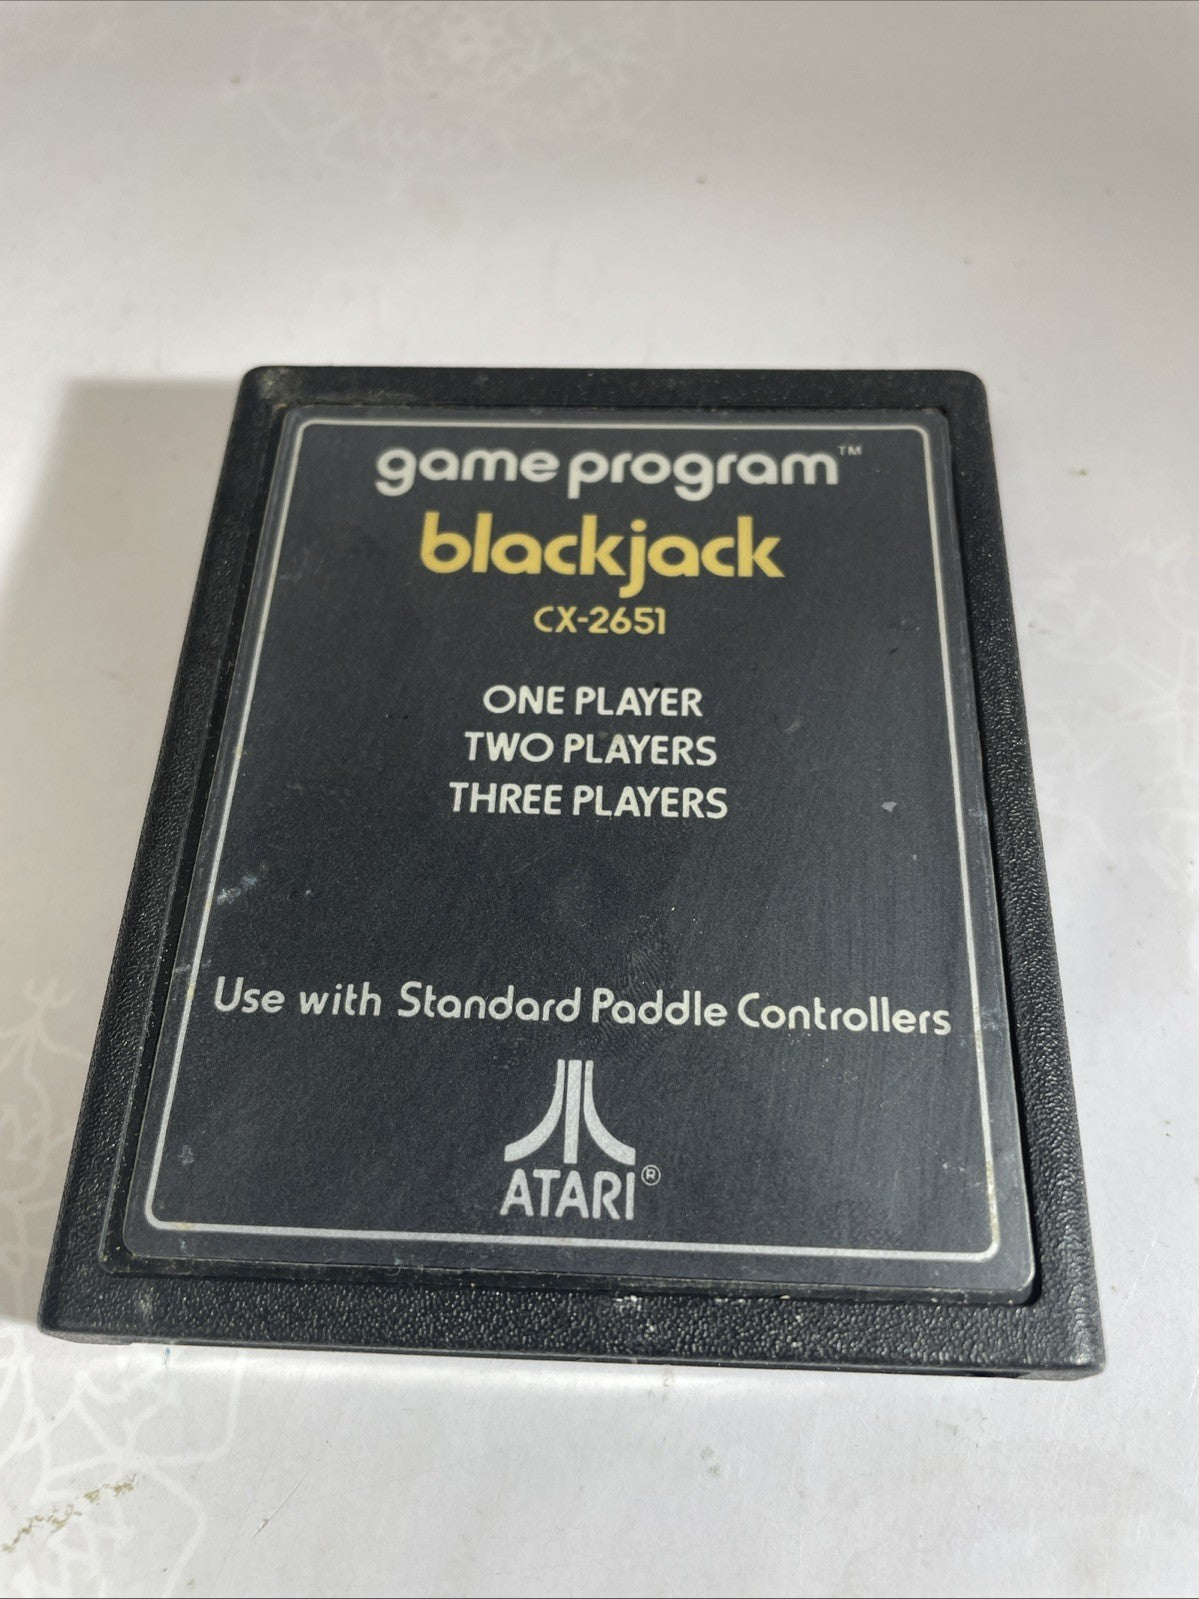 game program™
blackjack
CX-2651
ONE PLAYER
TWO PLAYERS
THREE PLAYERS
Use with Standard Paddle Controllers
ATARI®